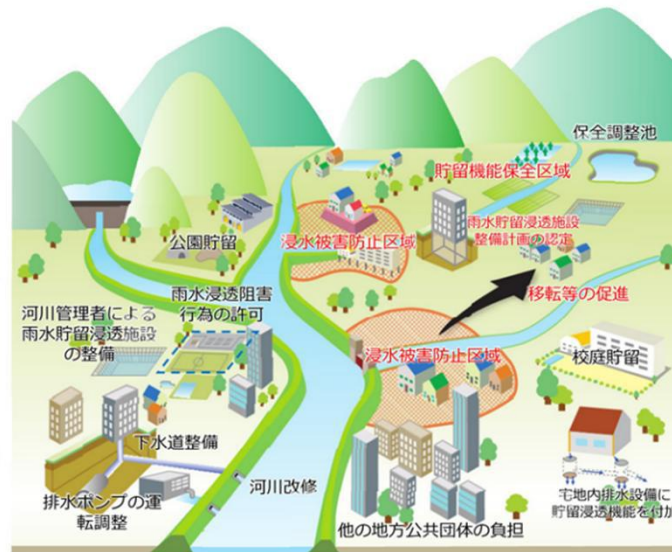 保全調整池
貯留機能保全区域
公園貯留
浸水被害防止区域
雨水貯留浸透施設
整備計画の認定
雨水浸透阻害
行為の許可
移転等の促進
河川管理者による
雨水貯留浸透施設
の整備
浸水被害防止区域
校庭貯留
下水道整備
河川改修
排水ポンプの運
転調整
宅地内排水設備に
貯留浸透機能を付加
他の地方公共団体の負担